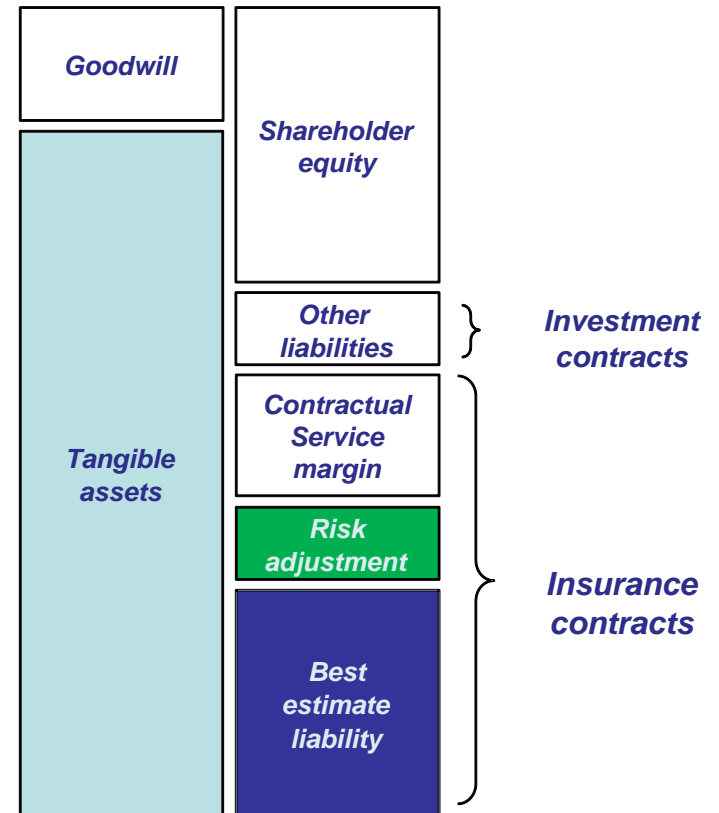 Goodwill
Tangible
assets
Shareholder
equity
Other
liabilities
Contractual
Service
margin
Risk
adjustment
Best
estimate
liability
Investment
contracts
Insurance
contracts